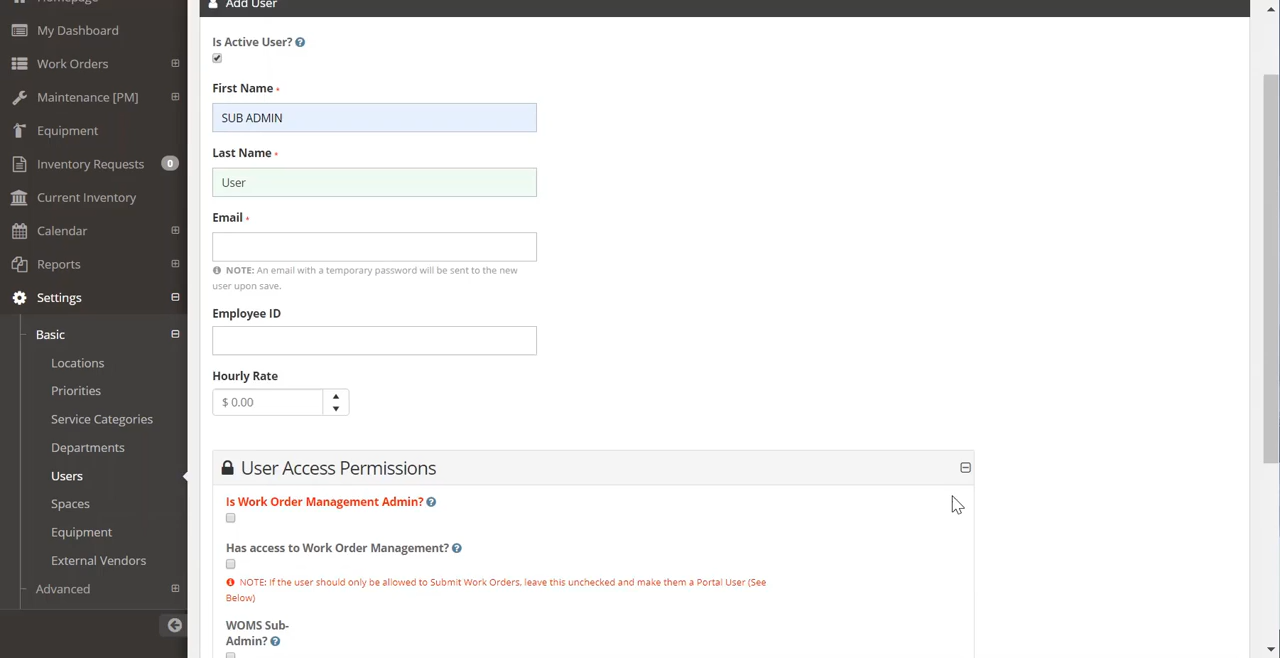 Homepage
My Dashboard
Work Orders
Maintenance [PM]
Equipment
Inventory Requests 0
Current Inventory
Calendar
Reports
Settings
Basic
Locations
Priorities
Service Categories
Departments
Users
Spaces
Equipment
External Vendors
Advanced
Add User
Is Active User?
First Name *
SUB ADMIN
Last Name *
User
Email *
NOTE: An email with a temporary password will be sent to the new
user upon save.
Employee ID
Hourly Rate
$ 0.00
User Access Permissions
Is Work Order Management Admin?
Has access to Work Order Management?
NOTE: If the user should only be allowed to Submit Work Orders, leave this unchecked and make them a Portal User (See
Below)
WOMS Sub-
Admin?